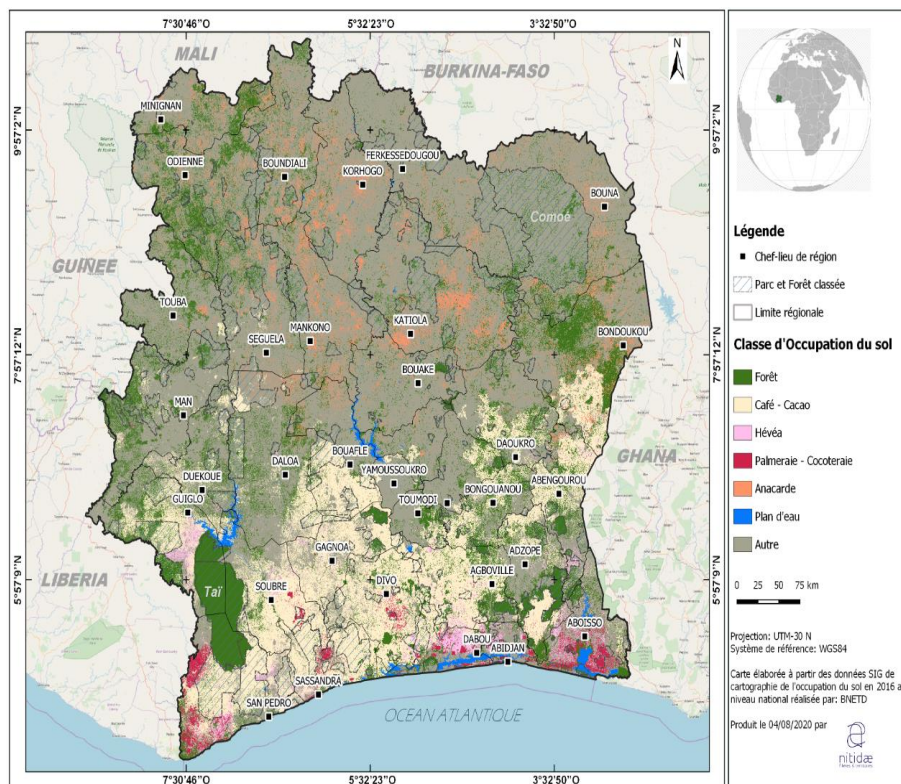 7°30'46"
5°32'23"
3°32'50"
MALI
N
BURKINA-FASO
MINIGNAN
9°57'2"
9°57'2"N
ODIENNE
BOUNDIALI
FERKESSEDOUGOU
KORHOGO
BOUNA
Comoe
GUINEE
TOUBA
KATIOLA
MANKONO
SEGUELA
BONDOUKOU
7°57'12"
7°57'12"N
BOUAKE
MAN
DAOUKRO
BOUAFLE
GHANA
DUEKOUE
DALOA
YAMOUSSOUKRO
ABENGOUROU
BONGOUANOU
GUIGLO
TOUMODI
GAGNOA
ADZOPE
LIBERIA
AGBOVILLE
5°57'9"
5°57'9"N
Taï
SOUBRE
DIVO
ABOISSO
DABOU
ABIDJAN
SASSANDRA
SAN PEDRO
OCEAN ATLANTIQUE
7°30'46"
5°32'23"
3°32'50"
Légende
Chef-lieu de région
Parc et Forêt classée
Limite régionale
Classe d'Occupation du sol
Forêt
Café - Cacao
Hévéa
Palmeraie - Cocoteraie
Anacarde
Plan d'eau
Autre
0 25 50 75 km
Projection: UTM-30 N
Système de référence: WGS84
Carte élaborée à partir des données SIG de
cartographie de l'occupation du sol en 2016 a
niveau national réalisée par: BNETD
Produit le 04/08/2020 par
nitidæ